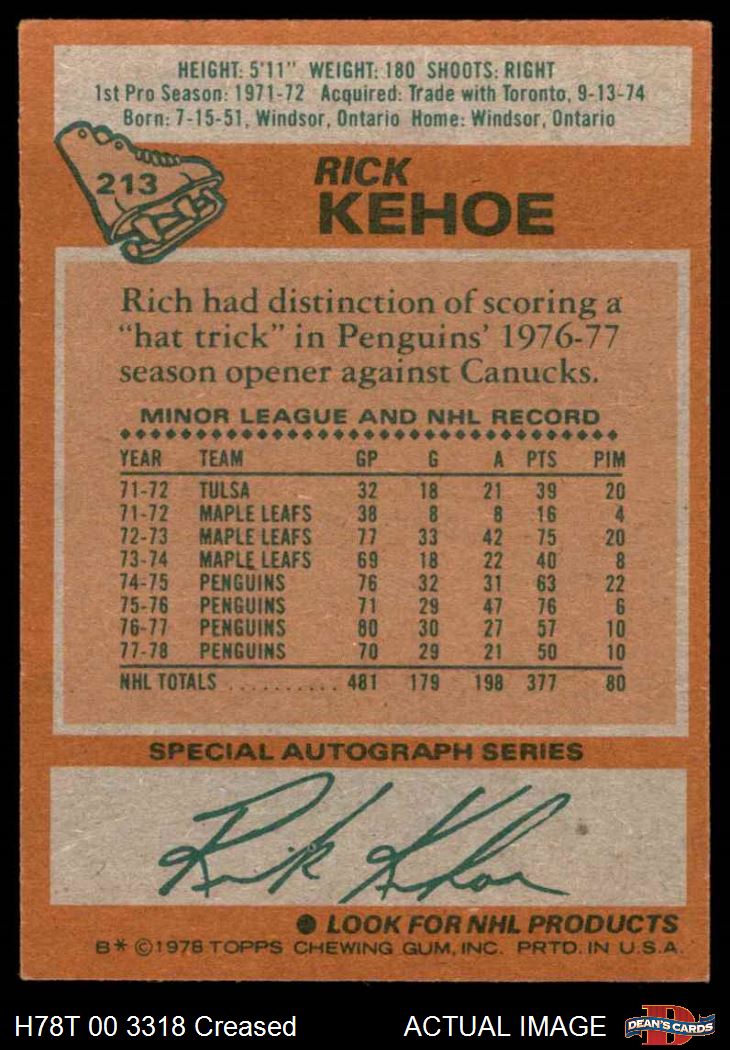 HEIGHT: 5'11" WEIGHT: 180 SHOOTS: RIGHT
1st Pro Season: 1971-72 Acquired: Trade with Toronto, 9-13-74
Born: 7-15-51, Windsor, Ontario Home: Windsor, Ontario
213
RICK
KEHOE
Rich had distinction of scoring a
"hat trick" in Penguins' 1976-77
season opener against Canucks.
MINOR LEAGUE AND NHL RECORD
YEAR TEAM GP G A PTS PIM
71-72 TULSA 32 18 21 39 20
71-72 MAPLE LEAFS 38 8 8 16 4
72-73 MAPLE LEAFS 77 33 42 75 20
73-74 MAPLE LEAFS 69 18 22 40 8
74-75 PENGUINS 76 32 31 63 22
75-76 PENGUINS 71 29 47 76 6
76-77 PENGUINS 80 30 27 57 10
77-78 PENGUINS 70 29 21 50 10
NHL TOTALS .......... 481 179 198 377 80
SPECIAL AUTOGRAPH SERIES
Rick Kehoe
● LOOK FOR NHL PRODUCTS
B* ©1978 TOPPS CHEWING GUM, INC. PRTD. IN U.S.A.
H78T 00 3318 Creased ACTUAL IMAGE
DEAN'S CARDS